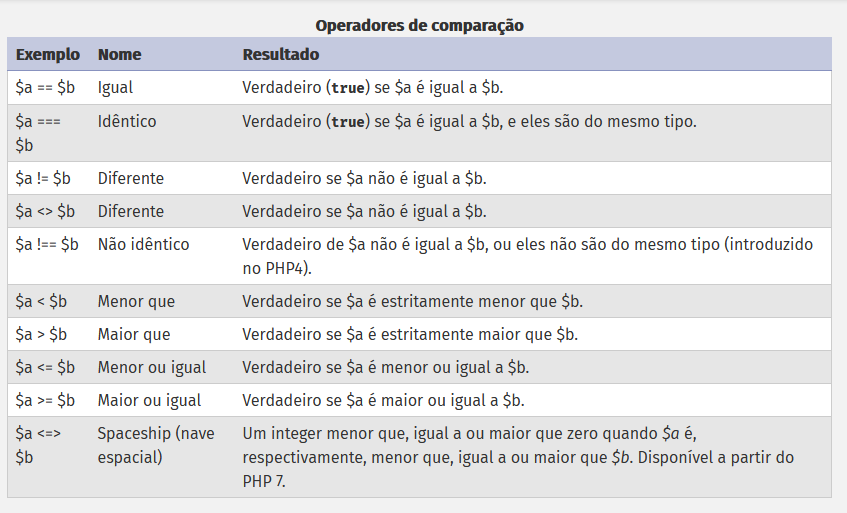 Operadores de comparação
Exemplo Nome Resultado
$a == $b Igual Verdadeiro (true) se $a é igual a $b.
$a === Idêntico Verdadeiro (true) se $a é igual a $b, e eles são do mesmo tipo.
$b
$a != $b Diferente Verdadeiro se $a não é igual a $b.
$a <> $b Diferente Verdadeiro se $a não é igual a $b.
$a !== $b Não idêntico Verdadeiro de $a não é igual a $b, ou eles não são do mesmo tipo (introduzido
no PHP4).
$a < $b Menor que Verdadeiro se $a é estritamente menor que $b.
$a > $b Maior que Verdadeiro se $a é estritamente maior que $b.
$a <= $b Menor ou igual Verdadeiro se $a é menor ou igual a $b.
$a >= $b Maior ou igual Verdadeiro se $a é maior ou igual a $b.
$a <=> Spaceship (nave Um integer menor que, igual a ou maior que zero quando $a é,
$b espacial) respectivamente, menor que, igual a ou maior que $b. Disponível a partir do
PHP 7.